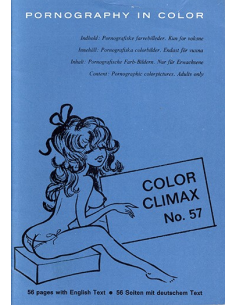 PORNOGRAPHY IN COLOR
Indhold: Pornografiske farvebilleder. Kun for voksne
Innehåll: Pornografiska colorbilder. Endast för vuxna
Inhalt: Pornografische Farb-Bildern. Nur für Erwachsene
Content: Pornographic colorpictures. Adults only
COLOR
CLIMAX
No. 57
56 pages with English Text ● 56 Seiten mit deutschem Text